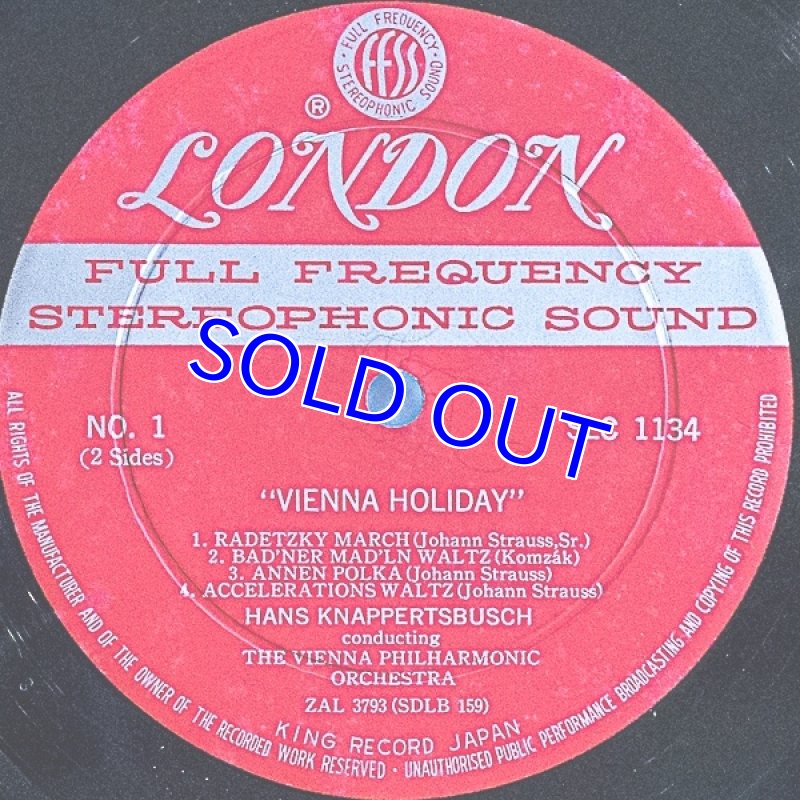 · FULL FREQUENCY ·
STEREOPHONIC SOUND
FFSS
®
LONDON
FULL FREQUENCY
STEREOPHONIC SOUND
SOLD OUT
NO. 1
(2 Sides)
1134
"VIENNA HOLIDAY"
1. RADETZKY MARCH (Johann Strauss, Sr.)
2. BAD'NER MAD'LN WALTZ (Komzák)
3. ANNEN POLKA (Johann Strauss)
4. ACCELERATIONS WALTZ (Johann Strauss)
HANS KNAPPERTSBUSCH
conducting
THE VIENNA PHILHARMONIC
ORCHESTRA
ZAL 3793 (SDLB 159)
KING RECORD JAPAN
ALL RIGHTS OF THE MANUFACTURER AND OF THE OWNER OF THE RECORDED WORK RESERVED · UNAUTHORISED PUBLIC PERFORMANCE BROADCASTING AND COPYING OF THIS RECORD PROHIBITED